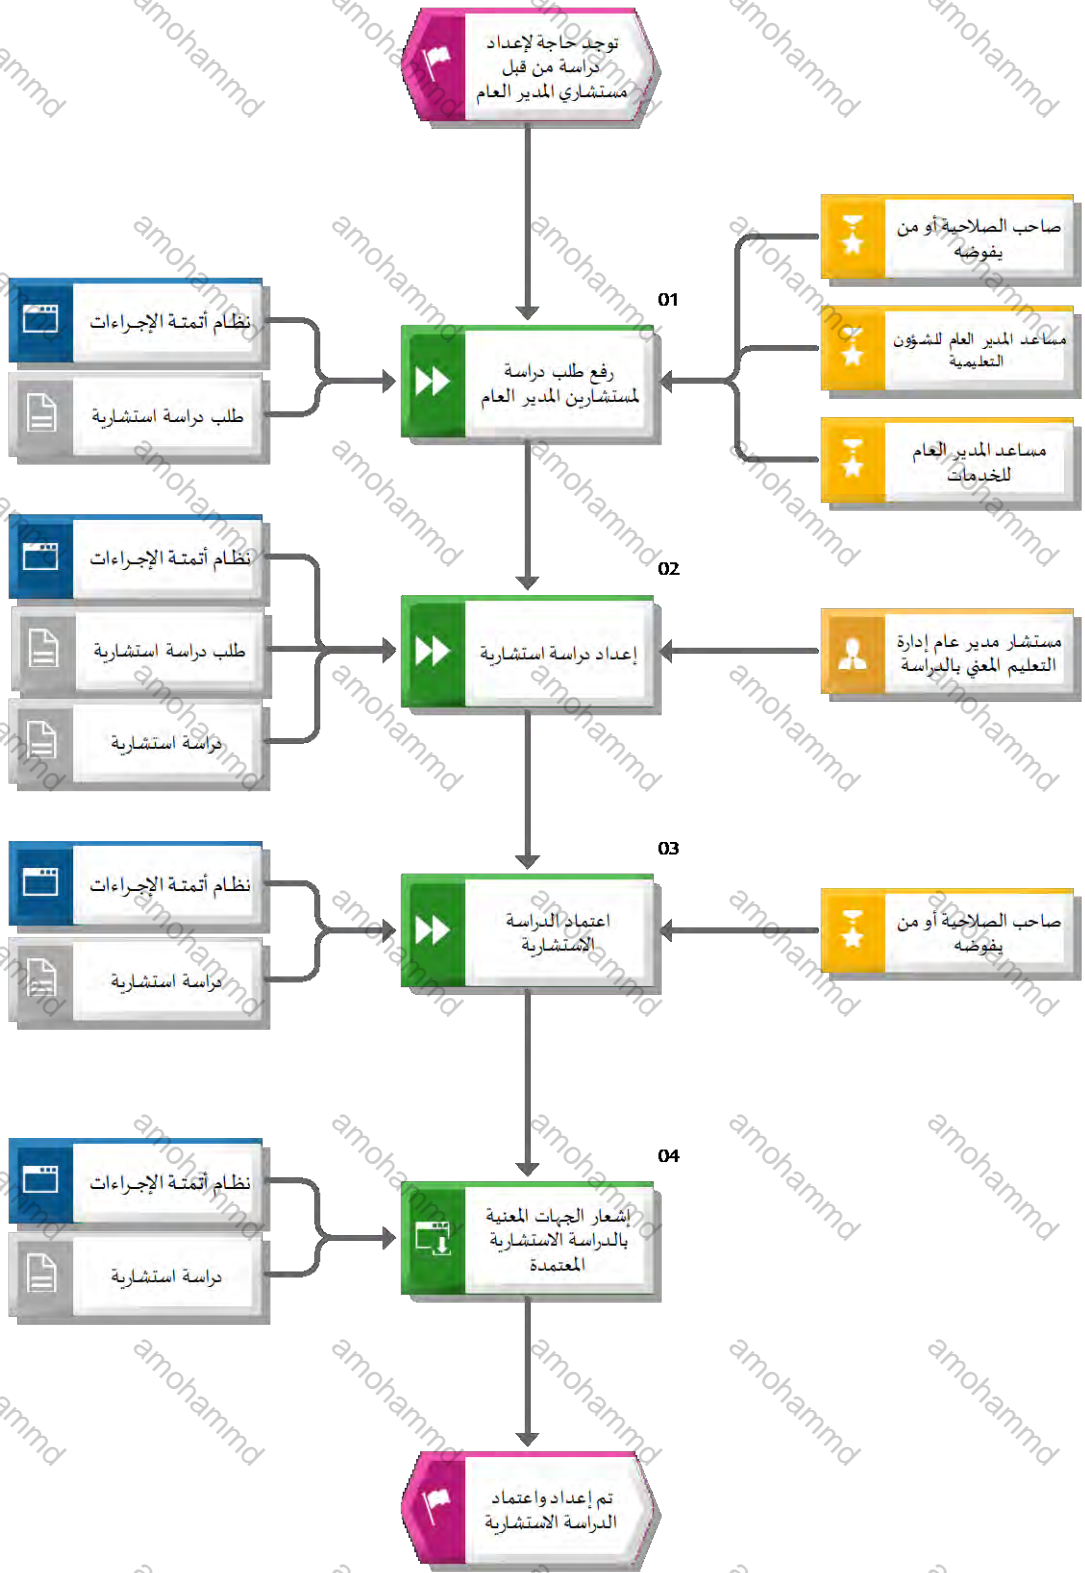 توجد حاجة لإعداد
دراسة من قبل
مستشاري المدير العام
صاحب الصلاحية أو من
يفوضه
مساعد المدير العام للشؤون
التعليمية
مساعد المدير العام
للخدمات
01
رفع طلب دراسة
لمستشارين المدير العام
نظام أتمتة الإجراءات
طلب دراسة استشارية
02
مستشار مدير عام إدارة
التعليم المعني بالدراسة
إعداد دراسة استشارية
نظام أتمتة الإجراءات
طلب دراسة استشارية
دراسة استشارية
03
صاحب الصلاحية أو من
يفوضه
اعتماد الدراسة
الاستشارية
نظام أتمتة الإجراءات
دراسة استشارية
04
إشعار الجهات المعنية
بالدراسة الاستشارية
المعتمدة
نظام أتمتة الإجراءات
دراسة استشارية
تم إعداد واعتماد
الدراسة الاستشارية
amohammd